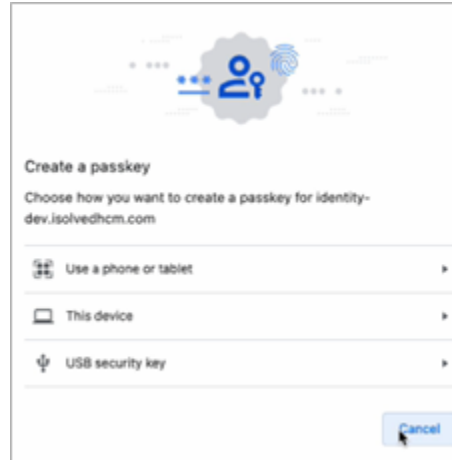 Create a passkey
Choose how you want to create a passkey for identity-
dev.isolvedhcm.com
Use a phone or tablet
This device
USB security key
Cancel